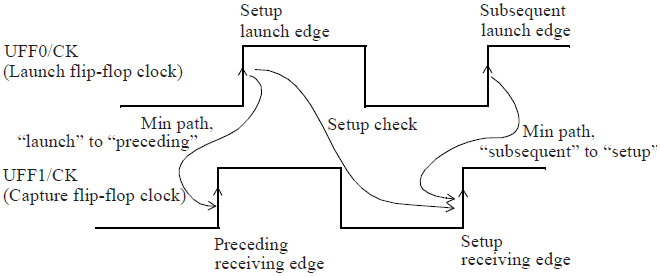 Setup
launch edge
Subsequent
launch edge
UFF0/CK
(Launch flip-flop clock)
Min path,
“launch” to “preceding”
Setup check
Min path,
“subsequent” to “setup”
UFF1/CK
(Capture flip-flop clock)
Preceding
receiving edge
Setup
receiving edge